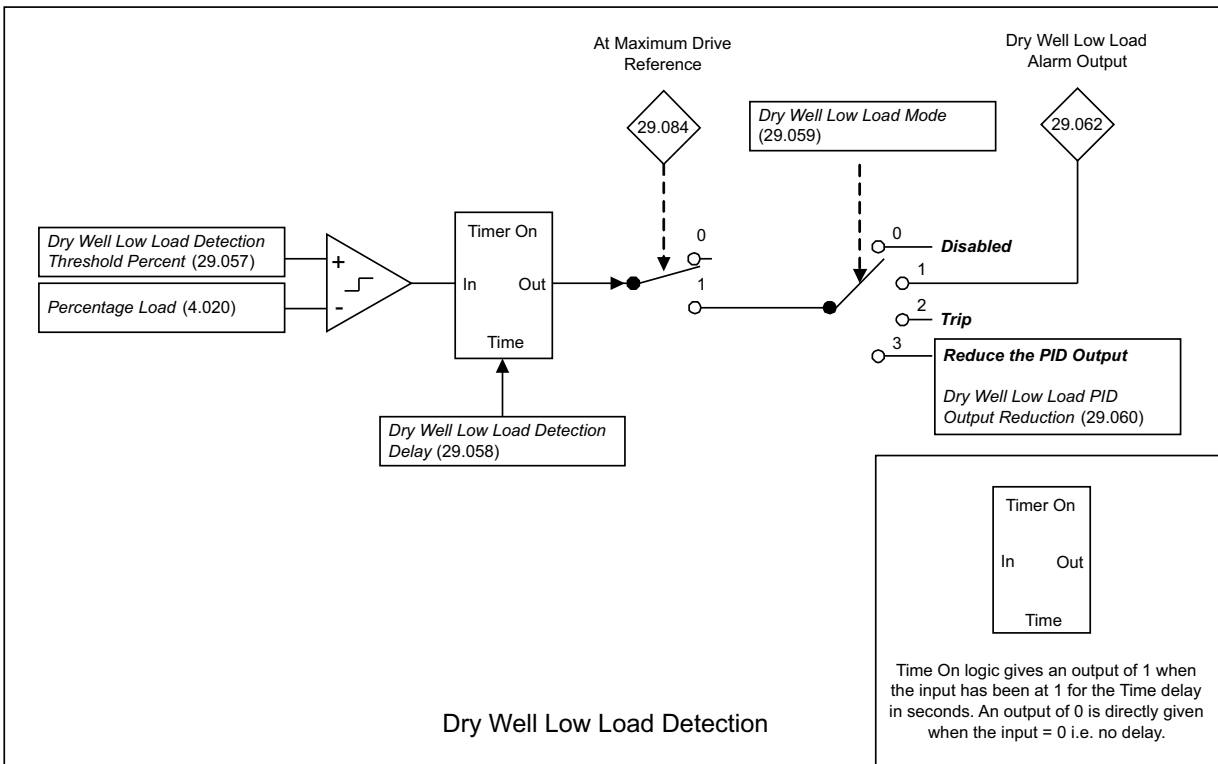 At Maximum Drive
Reference
29.084
Dry Well Low Load Mode
(29.059)
Dry Well Low Load
Alarm Output
29.062
Dry Well Low Load Detection
Threshold Percent (29.057)
Percentage Load (4.020)
+
-
Timer On
In Out
Time
Dry Well Low Load Detection
Delay (29.058)
0
1
0
Disabled
1
2
Trip
3
Reduce the PID Output
Dry Well Low Load PID
Output Reduction (29.060)
Timer On
In Out
Time
Time On logic gives an output of 1 when
the input has been at 1 for the Time delay
in seconds. An output of 0 is directly given
when the input = 0 i.e. no delay.
Dry Well Low Load Detection